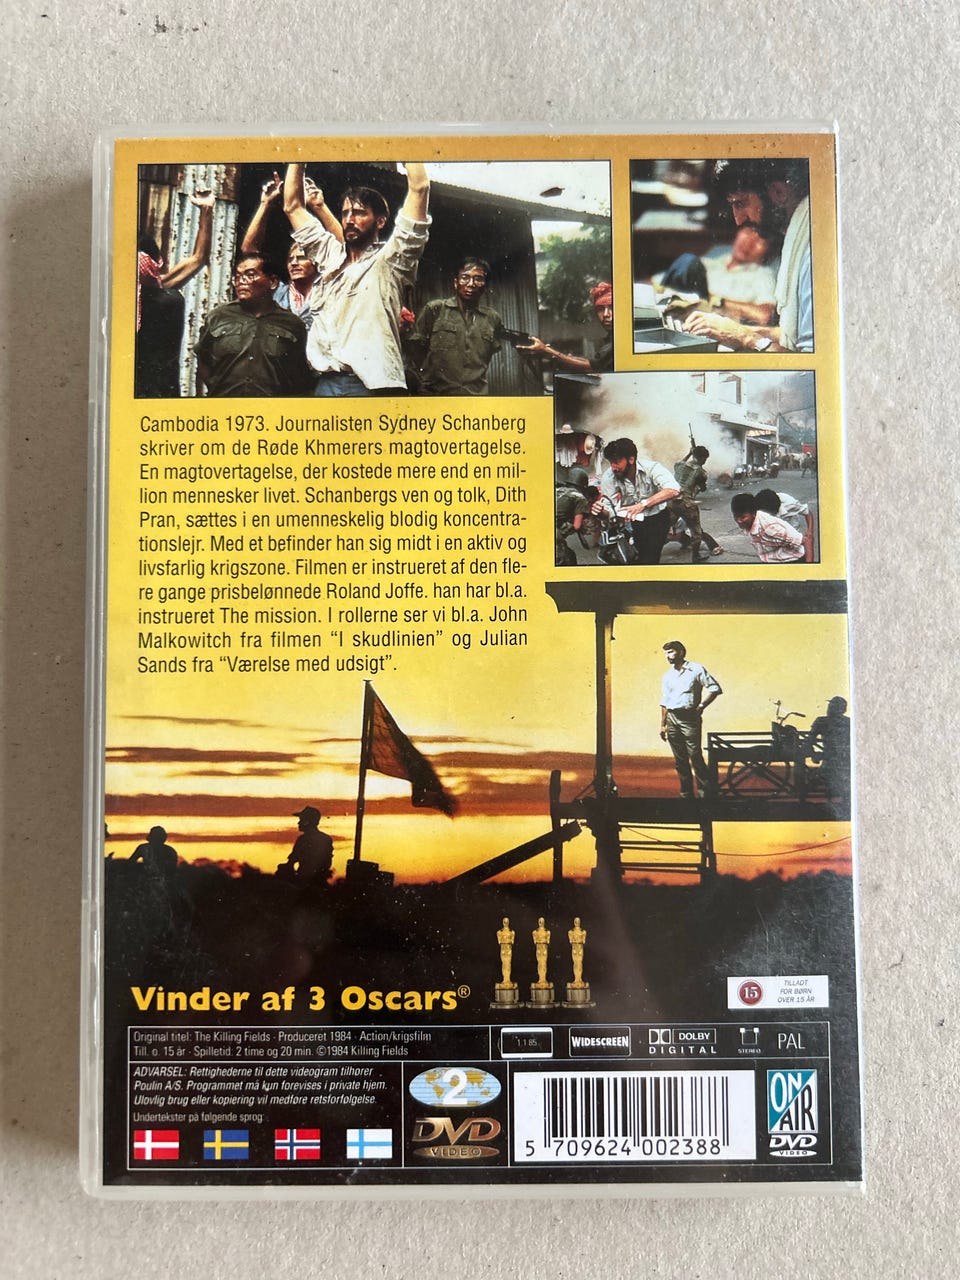 Cambodia 1973. Journalisten Sydney Schanberg
skriver om de Røde Khmerers magtovertagelse.
En magtovertagelse, der kostede mere end en mil-
lion mennesker livet. Schanbergs ven og tolk, Dith
Pran, sættes i en umenneskelig blodig koncentra-
tionslejr. Med et befinder han sig midt i en aktiv og
livsfarlig krigszone. Filmen er instrueret af den fle-
re gange prisbelønnede Roland Joffe. han har bl.a.
instrueret The mission. I rollerne ser vi bl.a. John
Malkowitch fra filmen “I skudlinien” og Julian
Sands fra “Værelse med udsigt”.
Vinder af 3 Oscars®
15
TILLADT
FOR BØRN
OVER 15 ÅR
Original titel: The Killing Fields · Produceret 1984 · Action/krigsfilm
Till. o. 15 år · Spilletid: 2 time og 20 min. ©1984 Killing Fields
1:1.85
WIDESCREEN
DOLBY
DIGITAL
STEREO
PAL
ADVARSEL: Rettighederne til dette videogram tilhører
Poulin A/S. Programmet må kun forevises i private hjem.
Ulovlig brug eller kopiering vil medføre retsforfølgelse.
Undertekster på følgende sprog:
2
DVD
VIDEO
5 709624 002388
ON
AIR
DVD
VIDEO